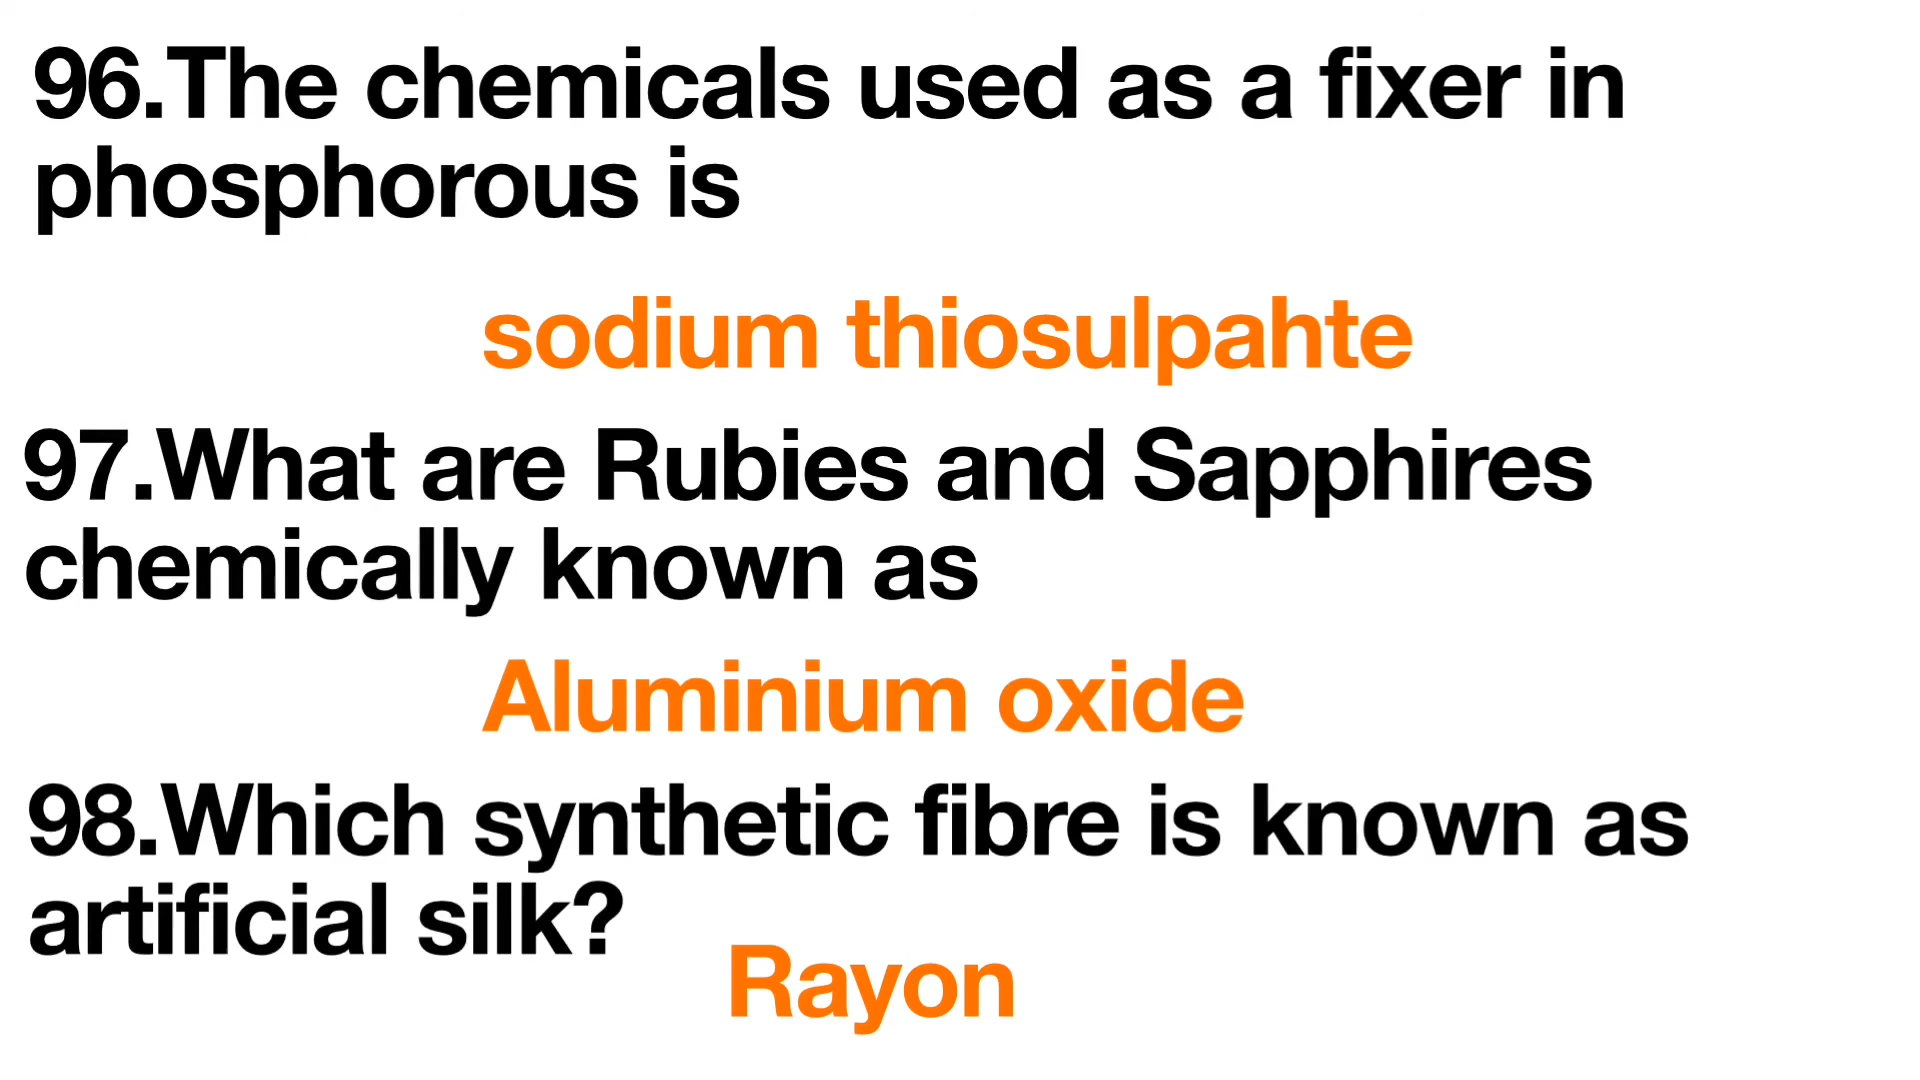 96.The chemicals used as a fixer in
phosphorous is
sodium thiosulpahte
97.What are Rubies and Sapphires
chemically known as
Aluminium oxide
98.Which synthetic fibre is known as
artificial silk?
Rayon